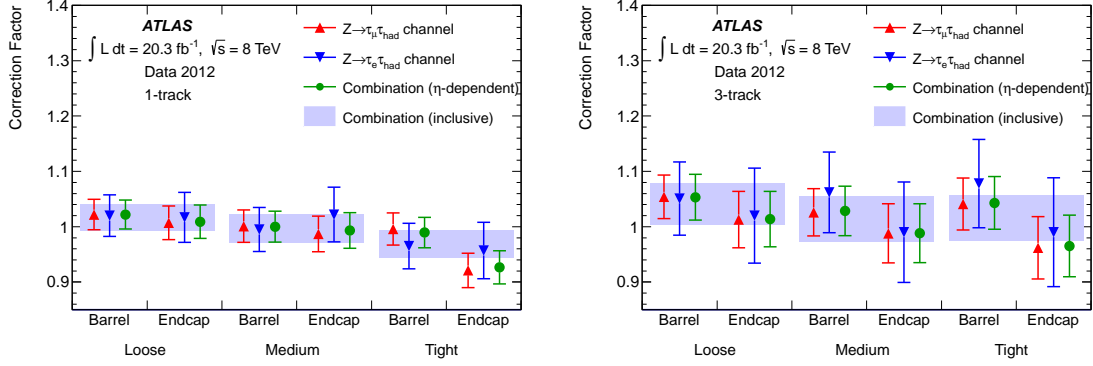 Correction Factor
1.4
1.3
1.2
1.1
1
0.9
ATLAS
∫ L dt = 20.3 fb⁻¹, √s = 8 TeV
Data 2012
1-track
Z→τμτhad channel
Z→τeτhad channel
Combination (η-dependent)
Combination (inclusive)
Barrel Endcap Barrel Endcap Barrel Endcap
Loose Medium Tight
Correction Factor
1.4
1.3
1.2
1.1
1
0.9
ATLAS
∫ L dt = 20.3 fb⁻¹, √s = 8 TeV
Data 2012
3-track
Z→τμτhad channel
Z→τeτhad channel
Combination (η-dependent)
Combination (inclusive)
Barrel Endcap Barrel Endcap Barrel Endcap
Loose Medium Tight